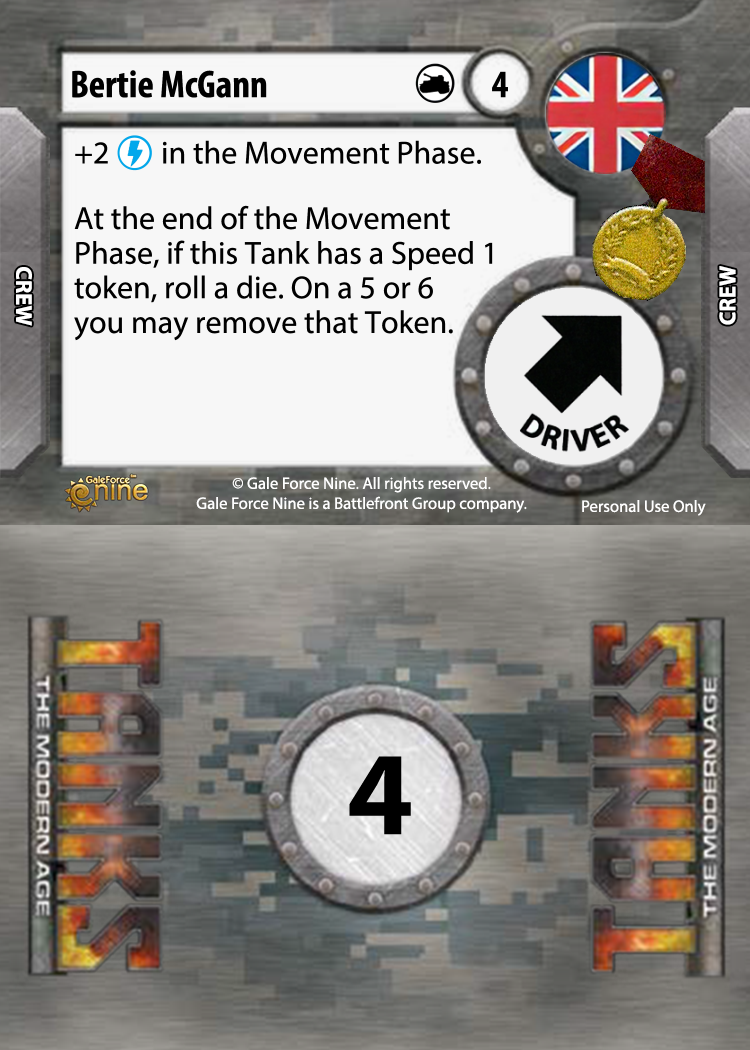 Bertie McGann
4
+2 in the Movement Phase.
At the end of the Movement
Phase, if this Tank has a Speed 1
token, roll a die. On a 5 or 6
you may remove that Token.
CREW
CREW
DRIVER
GaleForce™
nine
© Gale Force Nine. All rights reserved.
Gale Force Nine is a Battlefront Group company.
Personal Use Only
TANKS
THE MODERN AGE
4
TANKS
THE MODERN AGE